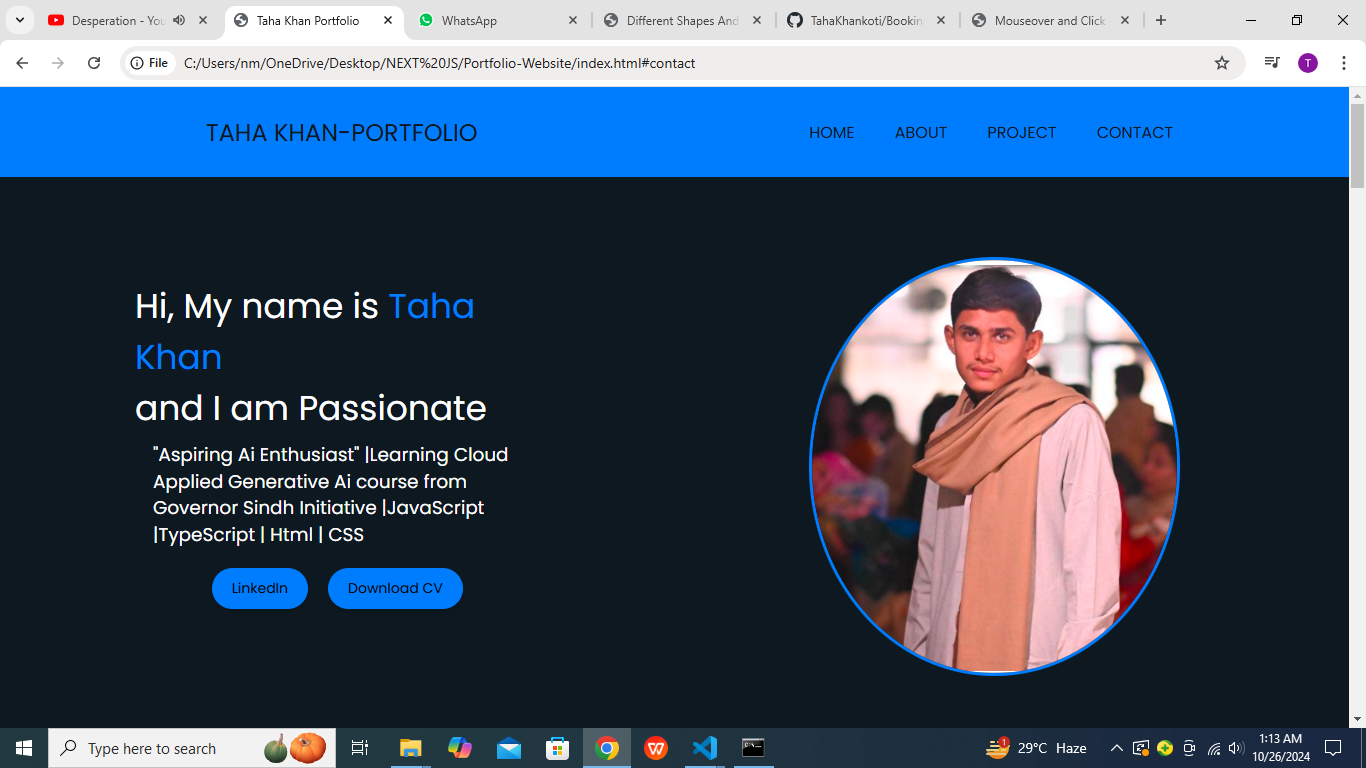 Desperation - You
Taha Khan Portfolio
WhatsApp
Different Shapes And
TahaKhankoti/Bookin
Mouseover and Click
File
C:/Users/nm/OneDrive/Desktop/NEXT%20JS/Portfolio-Website/index.html#contact
T
TAHA KHAN-PORTFOLIO
HOME
ABOUT
PROJECT
CONTACT
Hi, My name is Taha
Khan
and I am Passionate
"Aspiring Ai Enthusiast" |Learning Cloud
Applied Generative Ai course from
Governor Sindh Initiative |JavaScript
|TypeScript | Html | CSS
LinkedIn
Download CV
Type here to search
1
29°C Haze
1:13 AM
10/26/2024